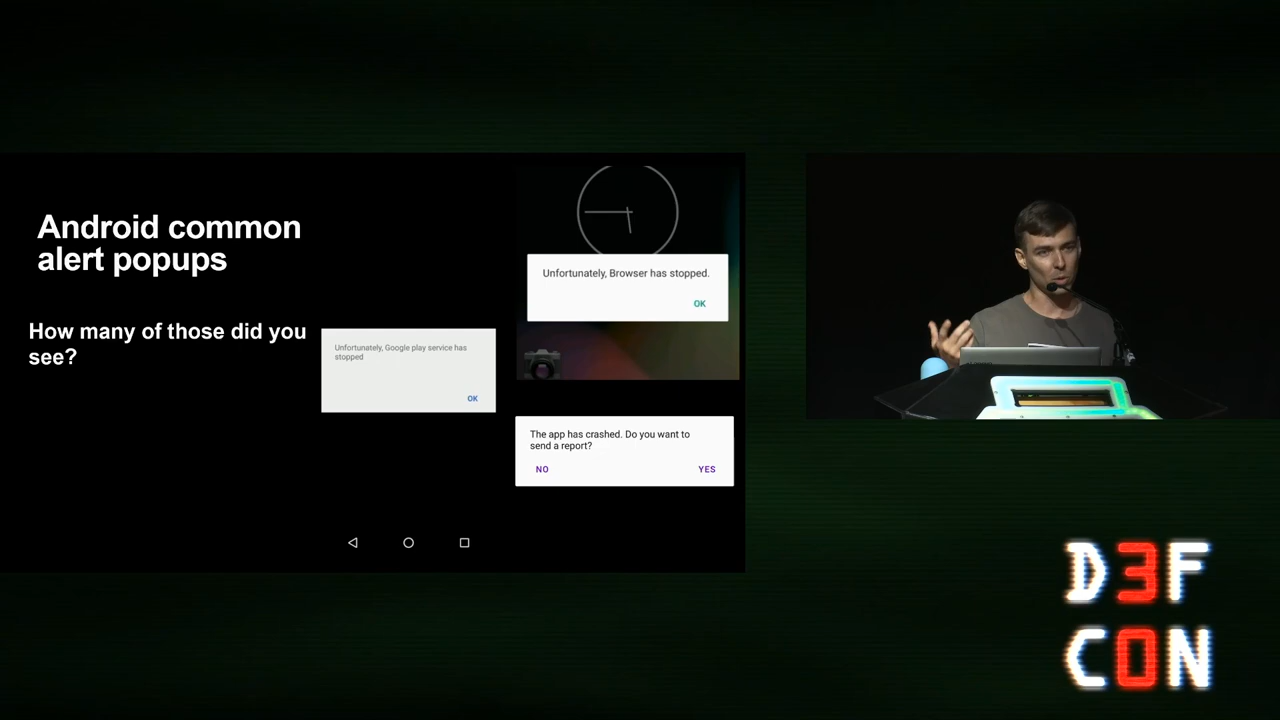 Android common
alert popups
How many of those did you
see?
Unfortunately, Google play service has
stopped
OK
Unfortunately, Browser has stopped.
OK
The app has crashed. Do you want to
send a report?
NO
YES
D3F
C0N